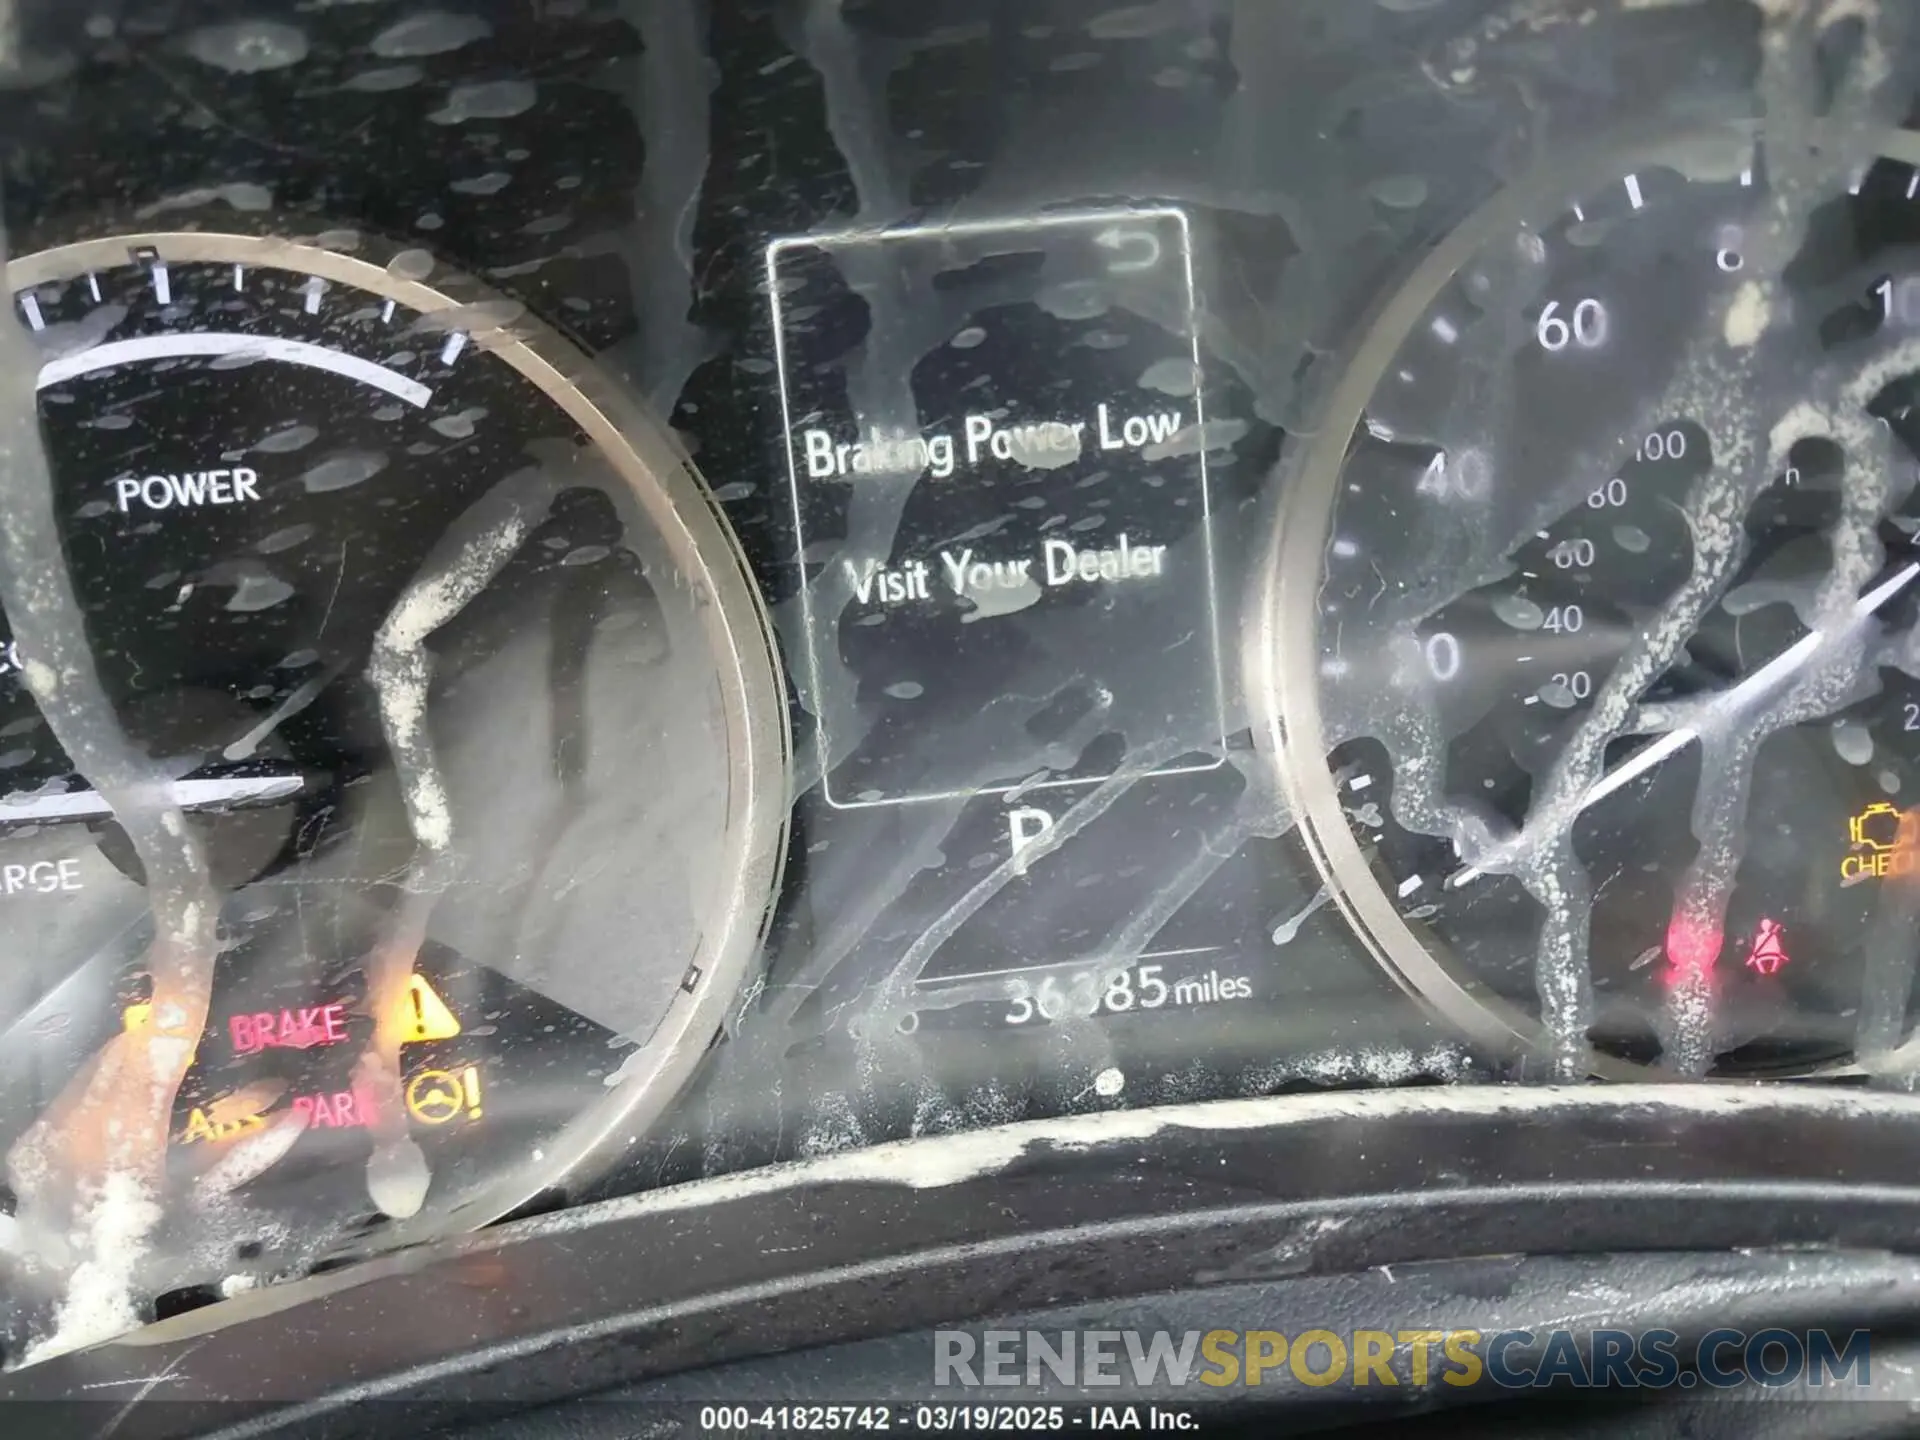 POWER
Braking Power Low
Visit Your Dealer
P
36385 miles
BRAKE
60
40
100
80
60
40
20
RENEWSPORTSCARS.COM
000-41825742 - 03/19/2025 - IAA Inc.